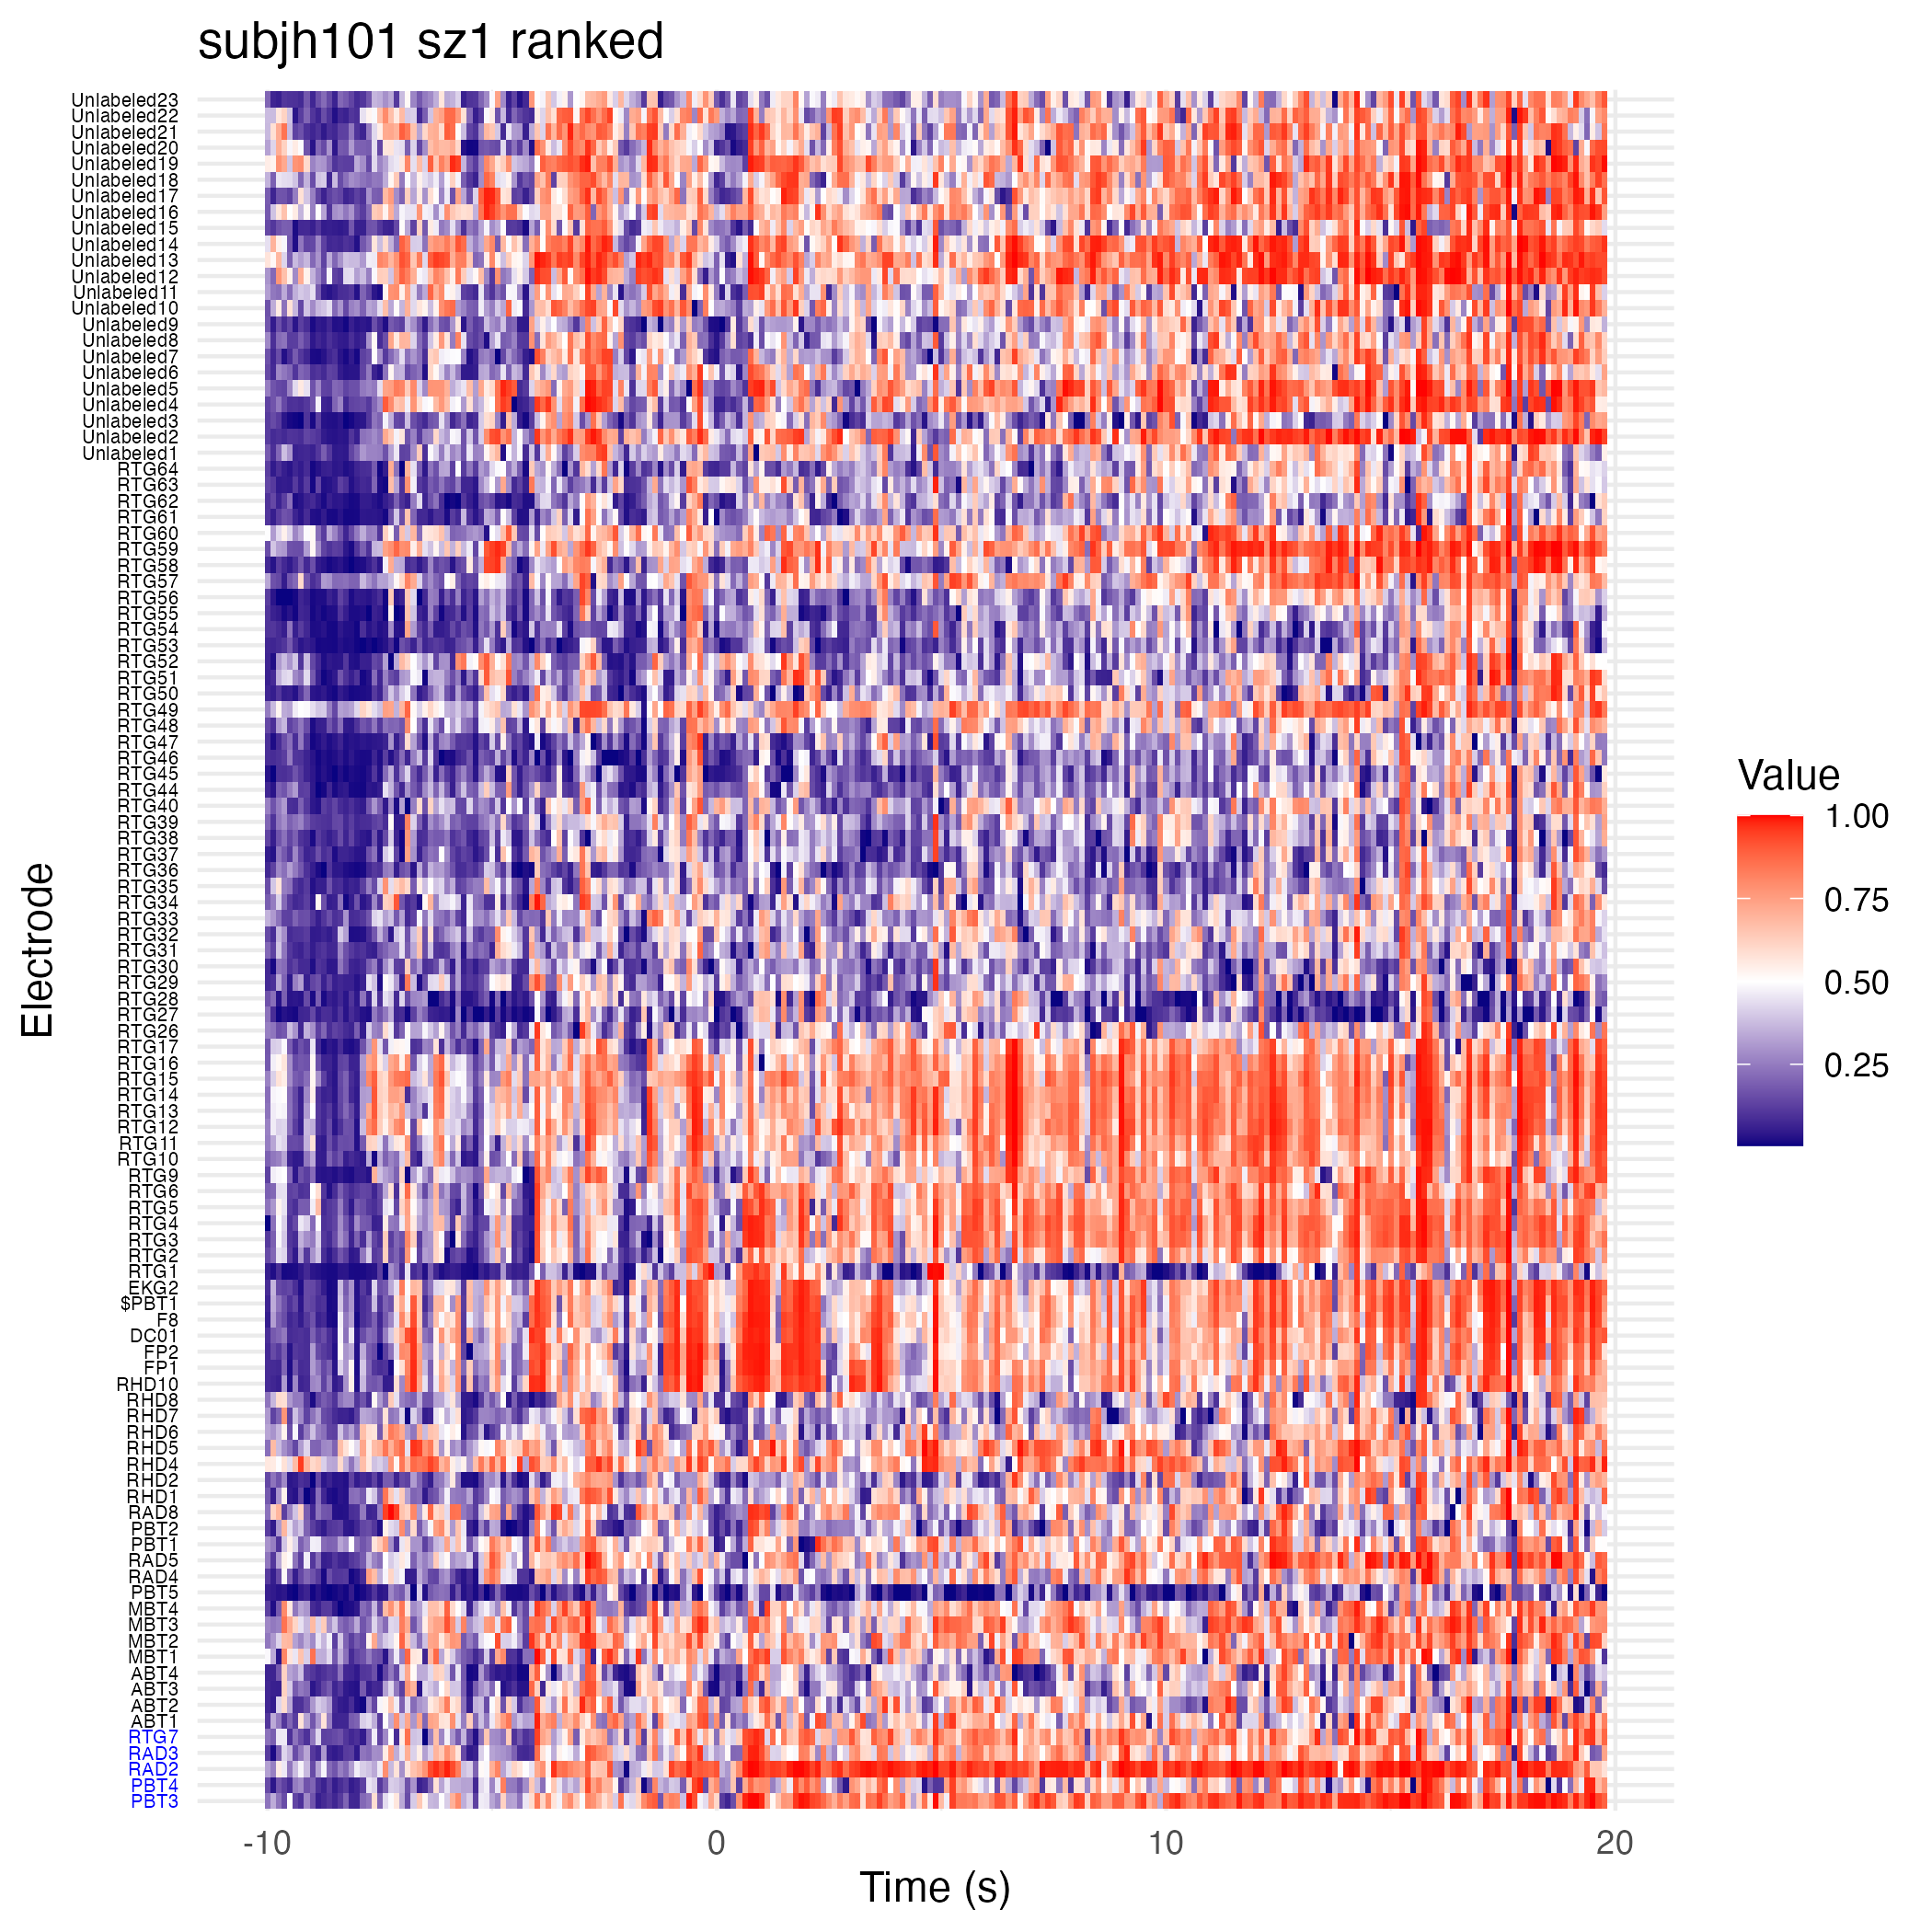 subjh101 sz1 ranked
Unlabeled23
Unlabeled22
Unlabeled21
Unlabeled20
Unlabeled19
Unlabeled18
Unlabeled17
Unlabeled16
Unlabeled15
Unlabeled14
Unlabeled13
Unlabeled12
Unlabeled11
Unlabeled10
Unlabeled9
Unlabeled8
Unlabeled7
Unlabeled6
Unlabeled5
Unlabeled4
Unlabeled3
Unlabeled2
Unlabeled1
RTG64
RTG63
RTG62
RTG61
RTG60
RTG59
RTG58
RTG57
RTG56
RTG55
RTG54
RTG53
RTG52
RTG51
RTG50
RTG49
RTG48
RTG47
RTG46
RTG45
RTG44
RTG40
RTG39
RTG38
RTG37
RTG36
RTG35
RTG34
RTG33
RTG32
RTG31
RTG30
RTG29
RTG28
RTG27
RTG26
RTG17
RTG16
RTG15
RTG14
RTG13
RTG12
RTG11
RTG10
RTG9
RTG6
RTG5
RTG4
RTG3
RTG2
RTG1
EKG2
$PBT1
F8
DC01
FP2
FP1
RHD10
RHD8
RHD7
RHD6
RHD5
RHD4
RHD2
RHD1
RAD8
PBT2
PBT1
RAD5
RAD4
PBT5
MBT4
MBT3
MBT2
MBT1
ABT4
ABT3
ABT2
ABT1
RTG7
RAD3
RAD2
PBT4
PBT3
Electrode
-10
0
10
20
Time (s)
Value
1.00
0.75
0.50
0.25